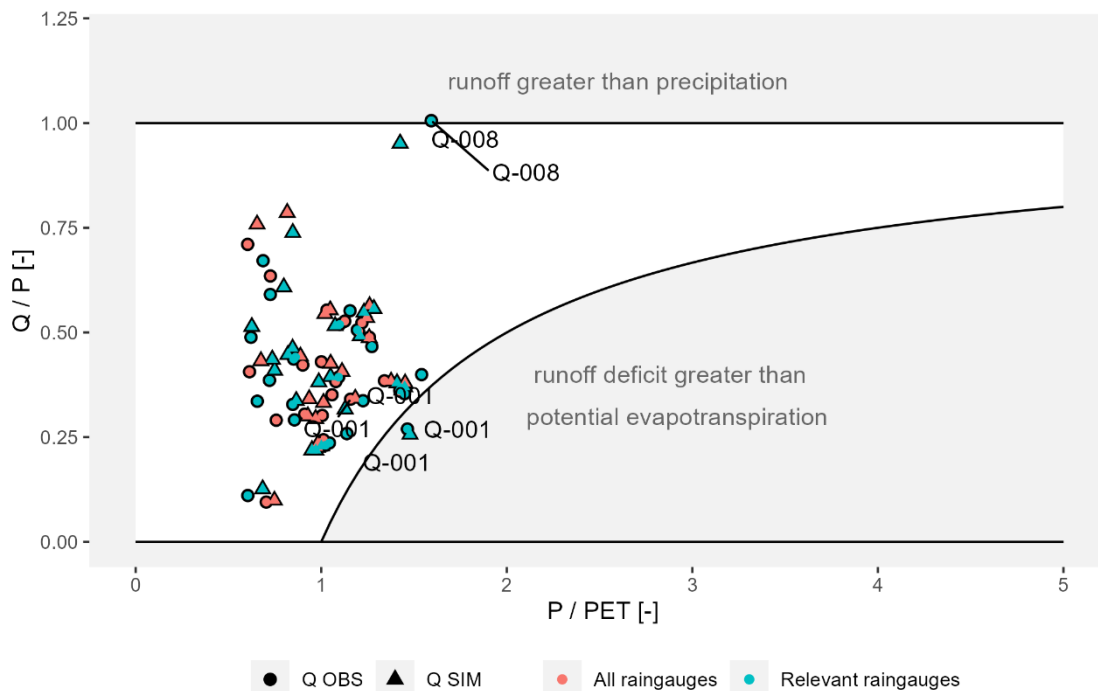 1.25
runoff greater than precipitation
1.00
Q-008
Q-008
0.75
Q / P [-]
0.50
runoff deficit greater than
Q-001
potential evapotranspiration
Q-001
Q-001
0.25
Q-001
0.00
0 1 2 3 4 5
P / PET [-]
Q OBS Q SIM All raingauges Relevant raingauges